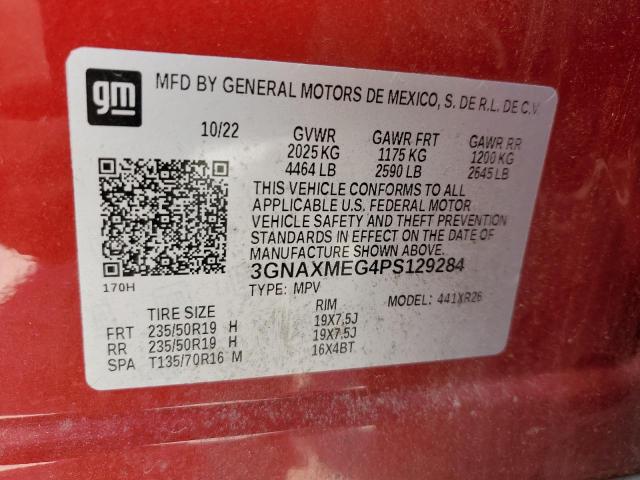 gm
MFD BY GENERAL MOTORS DE MEXICO, S. DE R.L. DE C.V.
10/22 GVWR GAWR FRT GAWR RR
2025 KG 1175 KG 1200 KG
4464 LB 2590 LB 2645 LB
THIS VEHICLE CONFORMS TO ALL
APPLICABLE U.S. FEDERAL MOTOR
VEHICLE SAFETY AND THEFT PREVENTION
STANDARDS IN EFFECT ON THE DATE OF
MANUFACTURE SHOWN ABOVE.
3GNAXMEG4PS129284
170H
TYPE: MPV MODEL: 441XR26
TIRE SIZE RIM
FRT 235/50R19 H 19X7.5J
RR 235/50R19 H 19X7.5J
SPA T135/70R16 M 16X4BT